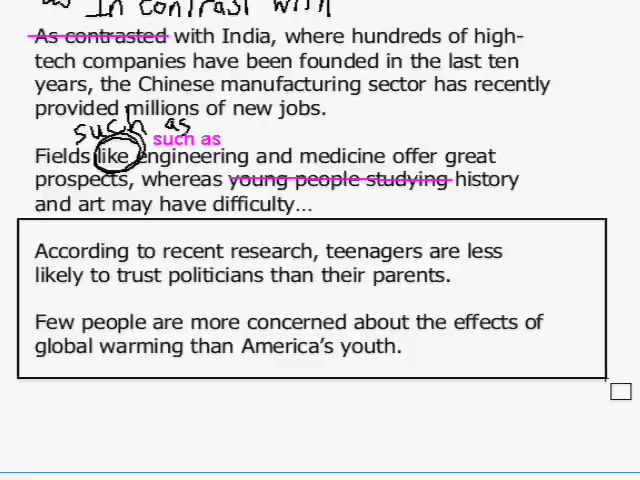 as In contrast with
As contrasted with India, where hundreds of high-
tech companies have been founded in the last ten
years, the Chinese manufacturing sector has recently
provided millions of new jobs.
such as
such as
Fields like engineering and medicine offer great
prospects, whereas young people studying history
and art may have difficulty...
According to recent research, teenagers are less
likely to trust politicians than their parents.
Few people are more concerned about the effects of
global warming than America's youth.